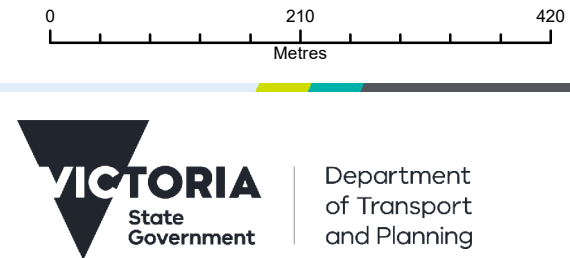 0 210 420
Metres
VICTORIA
State
Government
Department
of Transport
and Planning